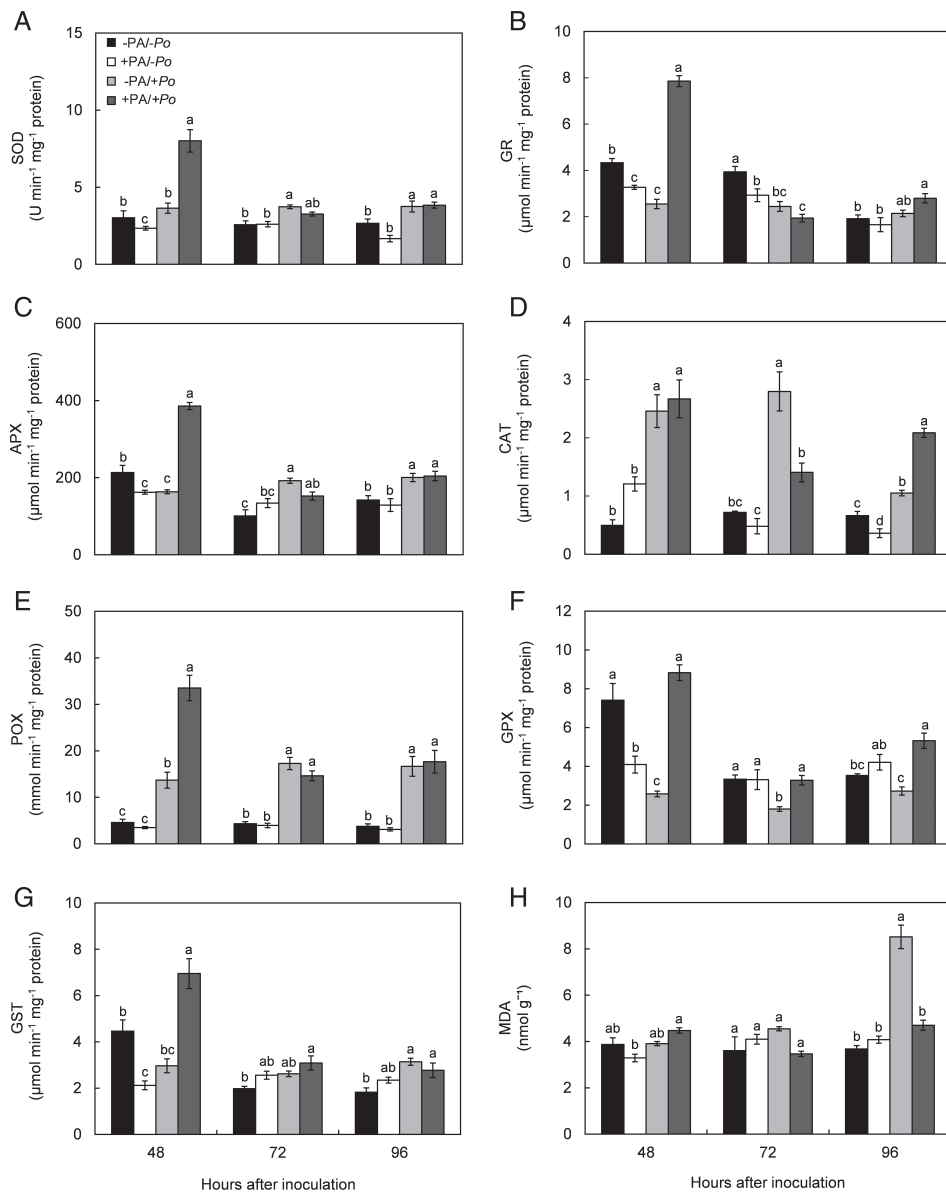 A
-PA/-Po
+PA/-Po
-PA/+Po
+PA/+Po
SOD
(U min⁻¹ mg⁻¹ protein)
15
10
5
0
b c b a
b b a ab
b b a a
B
GR
(µmol min⁻¹ mg⁻¹ protein)
10
8
6
4
2
0
b c c a
a b bc c
b b ab a
C
APX
(µmol min⁻¹ mg⁻¹ protein)
600
400
200
0
b c c a
c bc a ab
b b a a
D
CAT
(µmol min⁻¹ mg⁻¹ protein)
4
3
2
1
0
b b a a
bc c a b
c d b a
E
POX
(mmol min⁻¹ mg⁻¹ protein)
50
40
30
20
10
0
c c b a
b b a a
b b a a
F
GPX
(µmol min⁻¹ mg⁻¹ protein)
12
10
8
6
4
2
0
a b c a
a a b a
bc ab c a
G
GST
(µmol min⁻¹ mg⁻¹ protein)
10
8
6
4
2
0
b c bc a
b ab ab a
b ab a a
48 72 96
Hours after inoculation
H
MDA
(nmol g⁻¹)
10
8
6
4
2
0
ab b ab a
a a a a
b b a b
48 72 96
Hours after inoculation